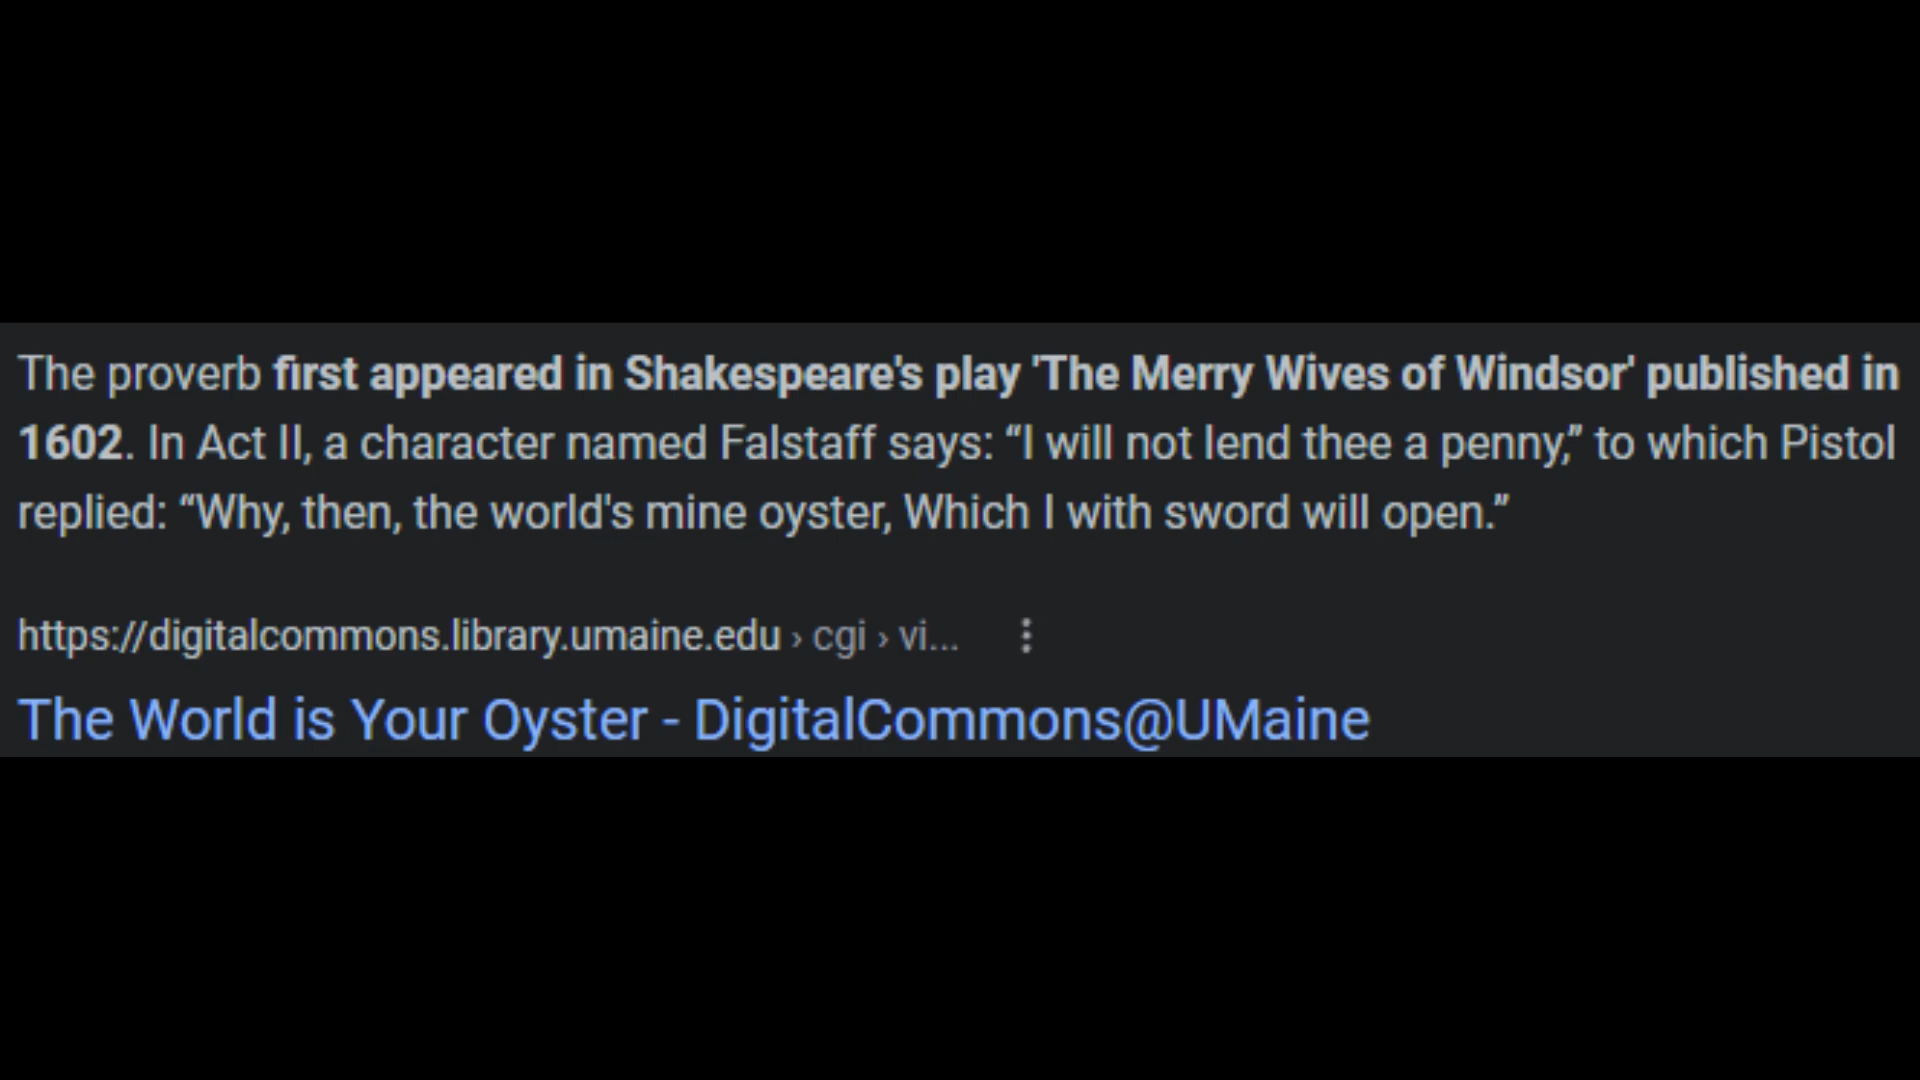 The proverb first appeared in Shakespeare's play 'The Merry Wives of Windsor' published in
1602. In Act II, a character named Falstaff says: “I will not lend thee a penny,” to which Pistol
replied: “Why, then, the world's mine oyster, Which I with sword will open.”
https://digitalcommons.library.umaine.edu › cgi › vi...
The World is Your Oyster - DigitalCommons@UMaine